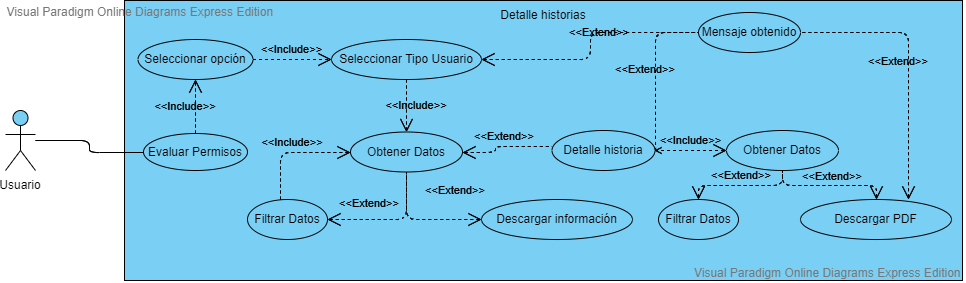 Visual Paradigm Online Diagrams Express Edition
Detalle historias
<<Extend>>
Mensaje obtenido
Seleccionar opción
<<Include>>
Seleccionar Tipo Usuario
<<Extend>>
<<Extend>>
<<Include>>
<<Include>>
Usuario
Evaluar Permisos
<<Include>>
Obtener Datos
<<Extend>>
Detalle historia
<<Include>>
Obtener Datos
<<Extend>>
<<Extend>>
<<Extend>>
<<Extend>>
Filtrar Datos
Descargar información
Filtrar Datos
Descargar PDF
Visual Paradigm Online Diagrams Express Edition